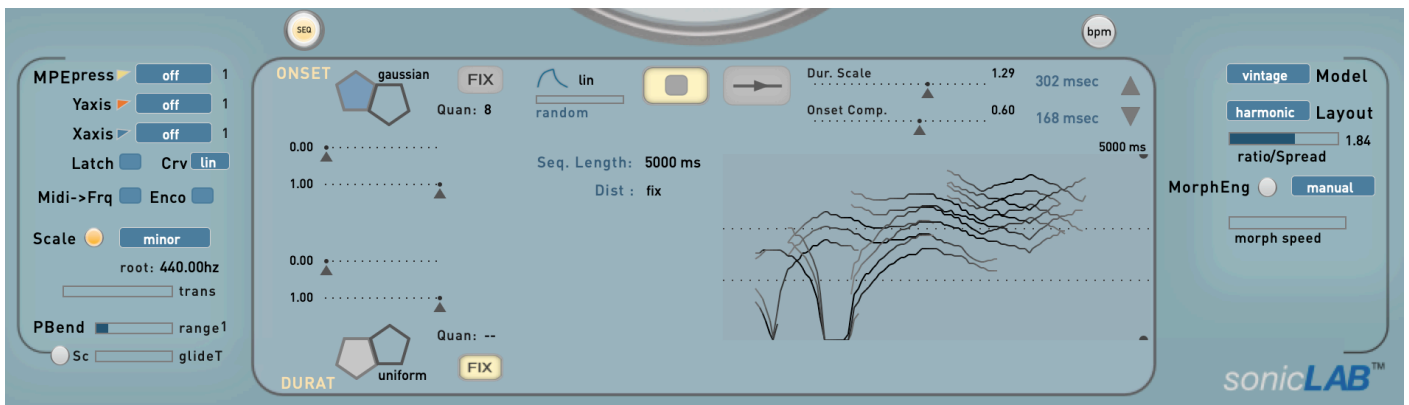 SEQ
bpm
MPEpress off 1
Yaxis off 1
Xaxis off 1
Latch Crv lin
Midi->Frq Enco
Scale minor
root: 440.00hz
trans
PBend range1
Sc glideT
ONSET
gaussian
FIX
Quan: 8
lin
random
Dur. Scale 1.29
Onset Comp. 0.60
302 msec
168 msec
0.00
1.00
Seq. Length: 5000 ms
Dist : fix
5000 ms
0.00
1.00
Quan: --
FIX
uniform
DURAT
vintage Model
harmonic Layout
1.84
ratio/Spread
MorphEng manual
morph speed
sonicLAB™